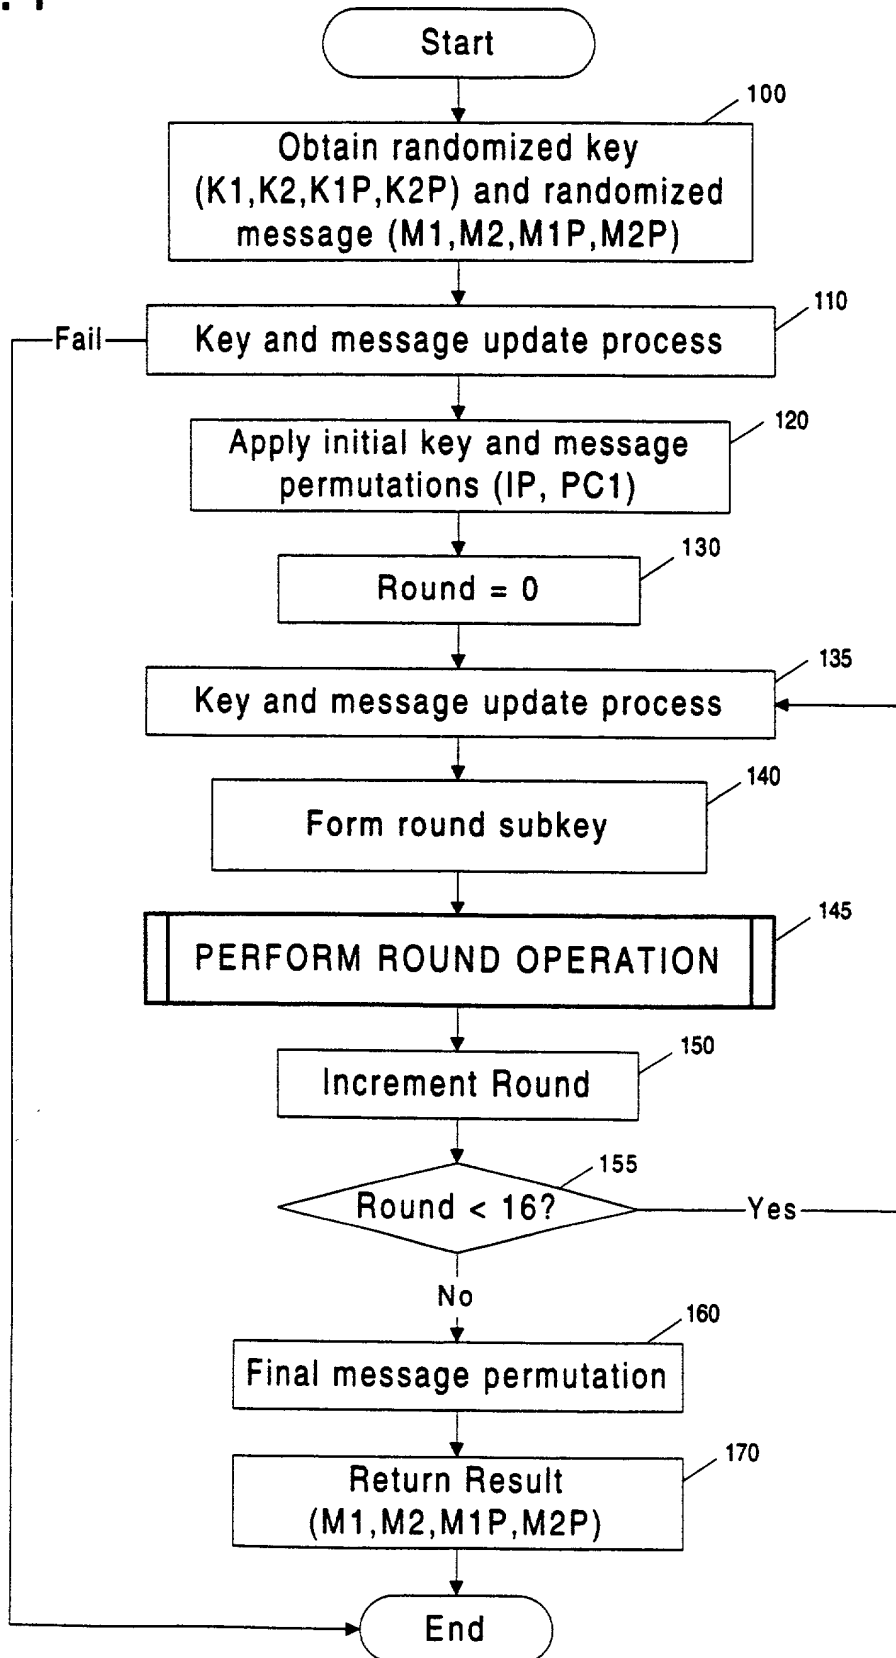 Start
100
Obtain randomized key
(K1,K2,K1P,K2P) and randomized
message (M1,M2,M1P,M2P)
110
Fail
Key and message update process
120
Apply initial key and message
permutations (IP, PC1)
130
Round = 0
135
Key and message update process
140
Form round subkey
145
PERFORM ROUND OPERATION
150
Increment Round
155
Round < 16?
Yes
No
160
Final message permutation
170
Return Result
(M1,M2,M1P,M2P)
End